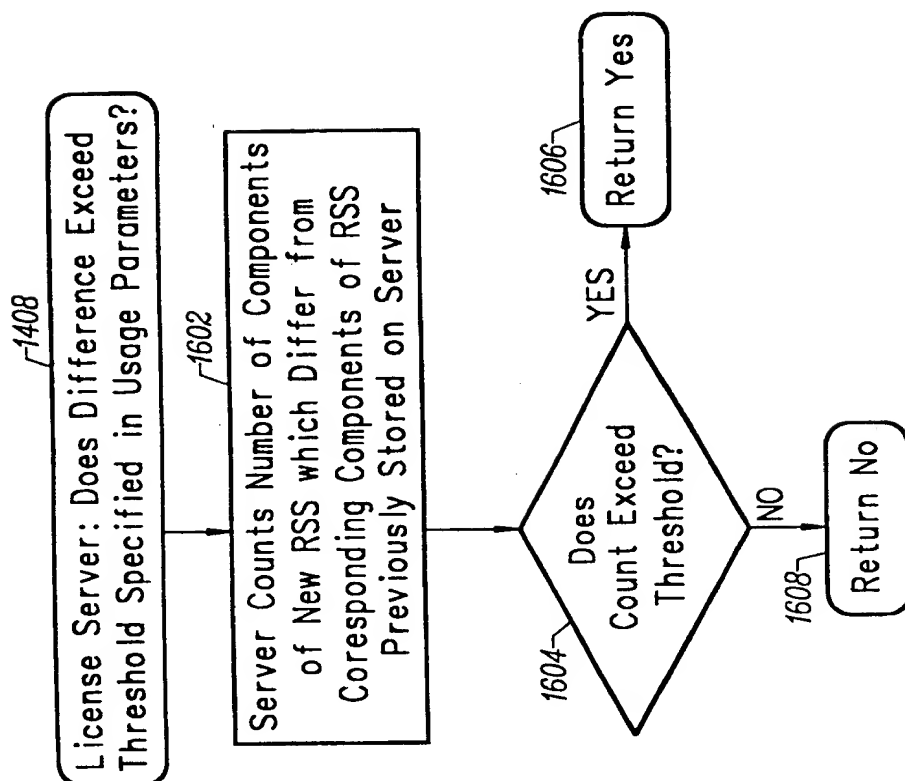 1408
License Server: Does Difference Exceed
Threshold Specified in Usage Parameters?
1602
Server Counts Number of Components
of New RSS which Differ from
Coresponding Components of RSS
Previously Stored on Server
1604
Does
Count Exceed
Threshold?
YES
1606
Return Yes
NO
1608
Return No